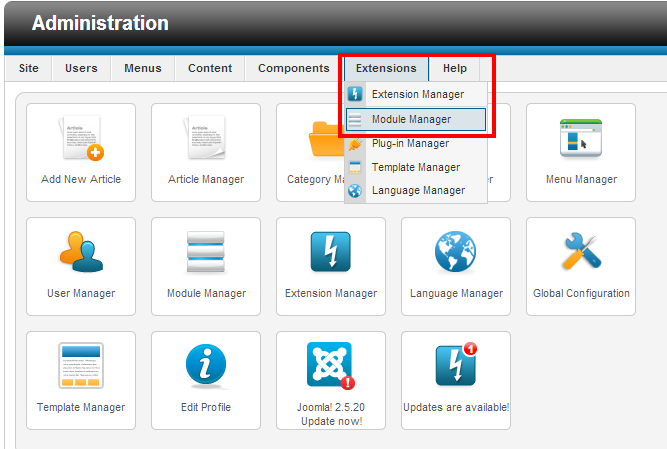 Administration
Site Users Menus Content Components Extensions Help
Extension Manager
Module Manager
Plug-in Manager
Template Manager
Language Manager
Article
Article
Add New Article Article Manager Category Ma Menu Manager
User Manager Module Manager Extension Manager Language Manager Global Configuration
1
Template Manager Edit Profile Joomla! 2.5.20 Updates are available!
Update now!